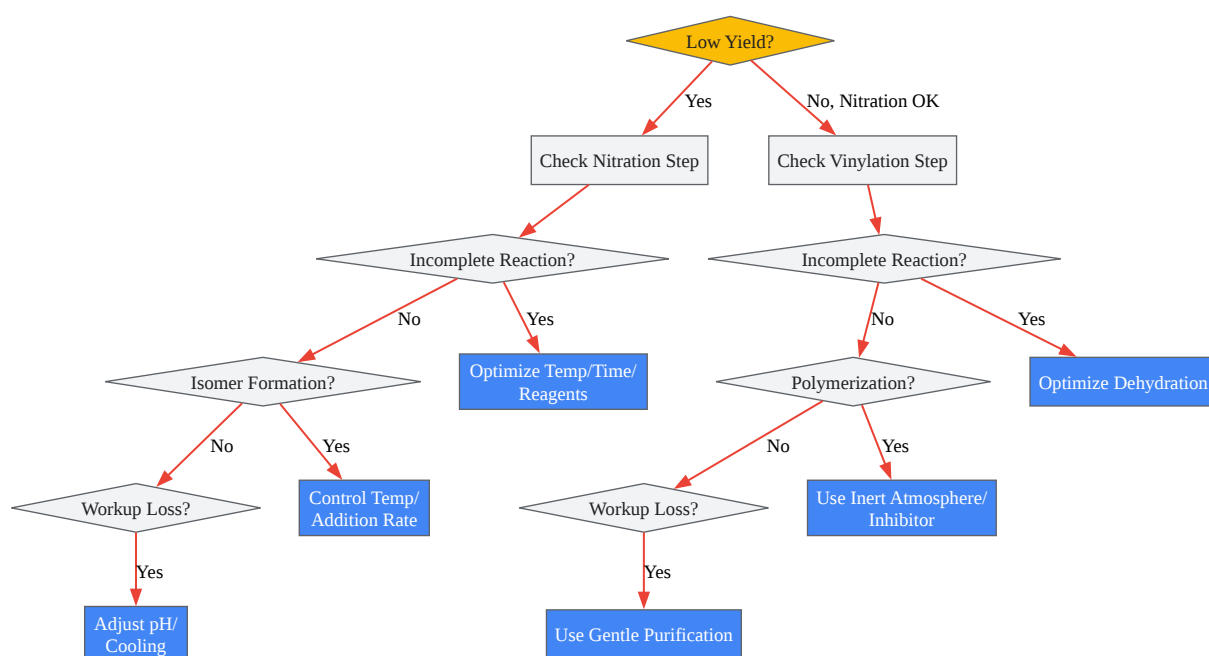 Low Yield?
Yes
No, Nitration OK
Check Nitration Step
Check Vinylation Step
Incomplete Reaction?
Incomplete Reaction?
No
Yes
No
Yes
Isomer Formation?
Optimize Temp/Time/
Reagents
Polymerization?
Optimize Dehydration
No
Yes
No
Yes
Workup Loss?
Control Temp/
Addition Rate
Workup Loss?
Use Inert Atmosphere/
Inhibitor
Yes
Yes
Adjust pH/
Cooling
Use Gentle Purification